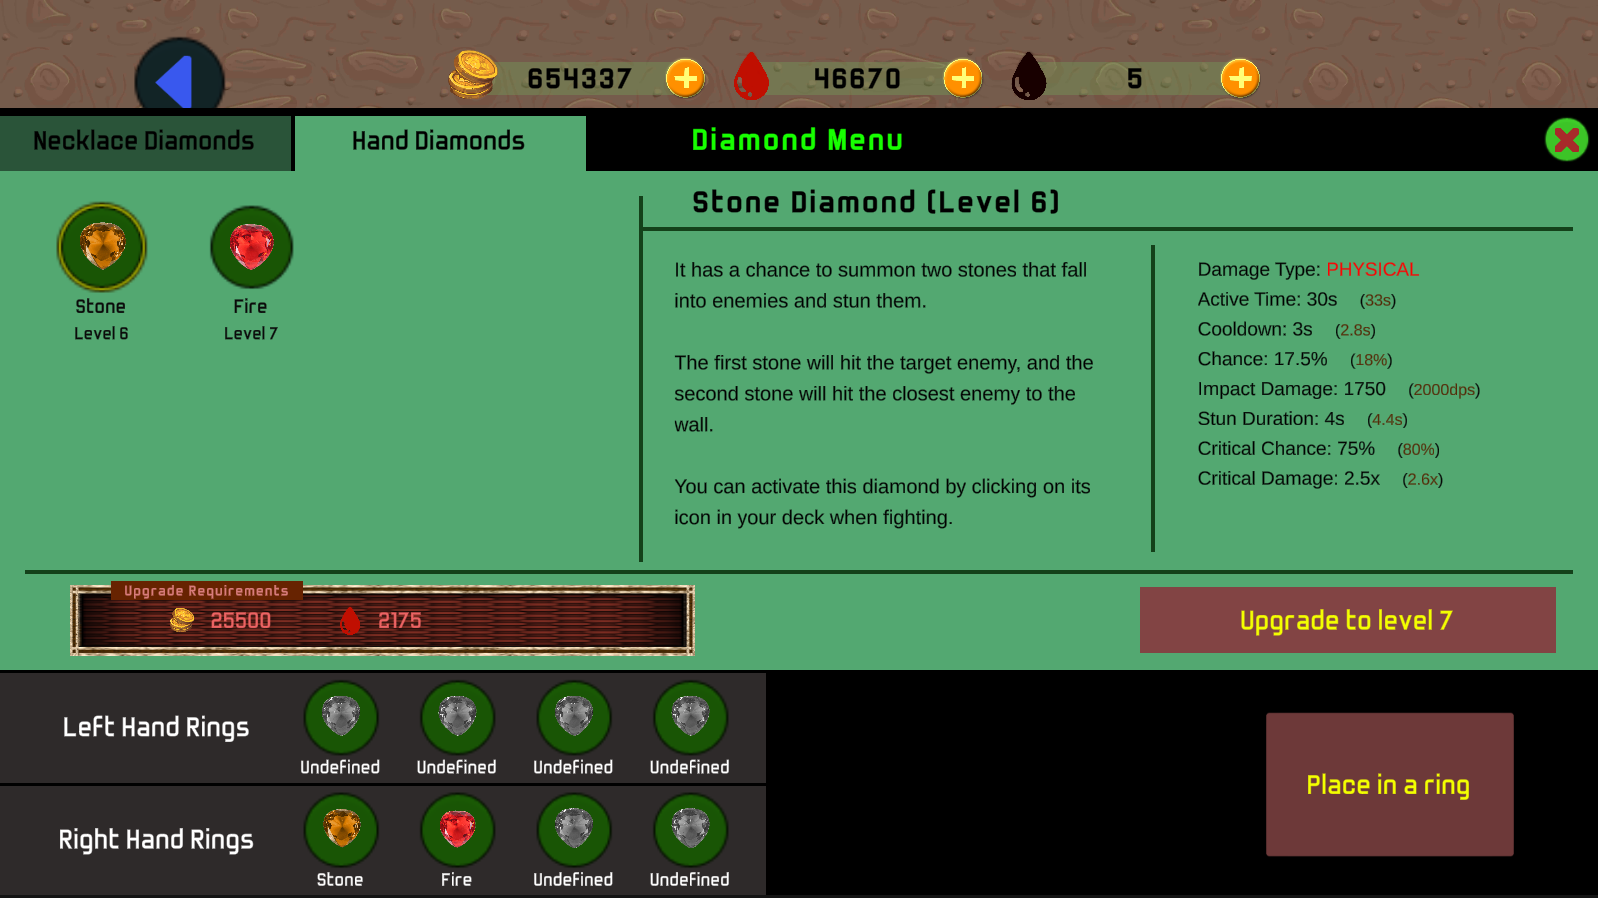 654337
46670
5
Necklace Diamonds
Hand Diamonds
Diamond Menu
Stone Diamond (Level 6)
Stone
Level 6
Fire
Level 7
It has a chance to summon two stones that fall
into enemies and stun them.
The first stone will hit the target enemy, and the
second stone will hit the closest enemy to the
wall.
You can activate this diamond by clicking on its
icon in your deck when fighting.
Damage Type: PHYSICAL
Active Time: 30s (33s)
Cooldown: 3s (2.8s)
Chance: 17.5% (18%)
Impact Damage: 1750 (2000dps)
Stun Duration: 4s (4.4s)
Critical Chance: 75% (80%)
Critical Damage: 2.5x (2.6x)
Upgrade Requirements
25500 2175
Upgrade to level 7
Left Hand Rings
Undefined Undefined Undefined Undefined
Right Hand Rings
Stone Fire Undefined Undefined
Place in a ring